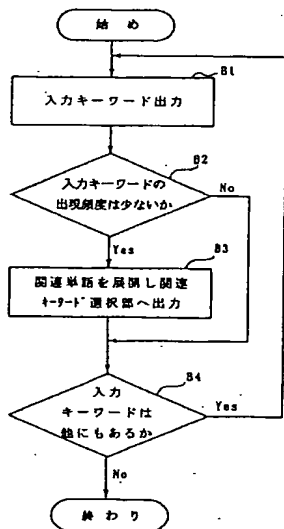 始め
B1
入力キーワード出力
B2
入力キーワードの
出現頻度は少ないか
No
Yes
B3
関連単語を展開し関連
キーワード選択部へ出力
B4
入力
キーワードは
他にもあるか
Yes
No
終わり